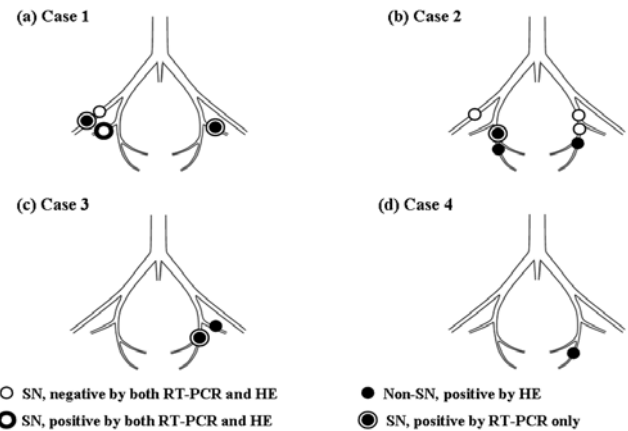 (a) Case 1
(b) Case 2
(c) Case 3
(d) Case 4
SN, negative by both RT-PCR and HE
Non-SN, positive by HE
SN, positive by both RT-PCR and HE
SN, positive by RT-PCR only